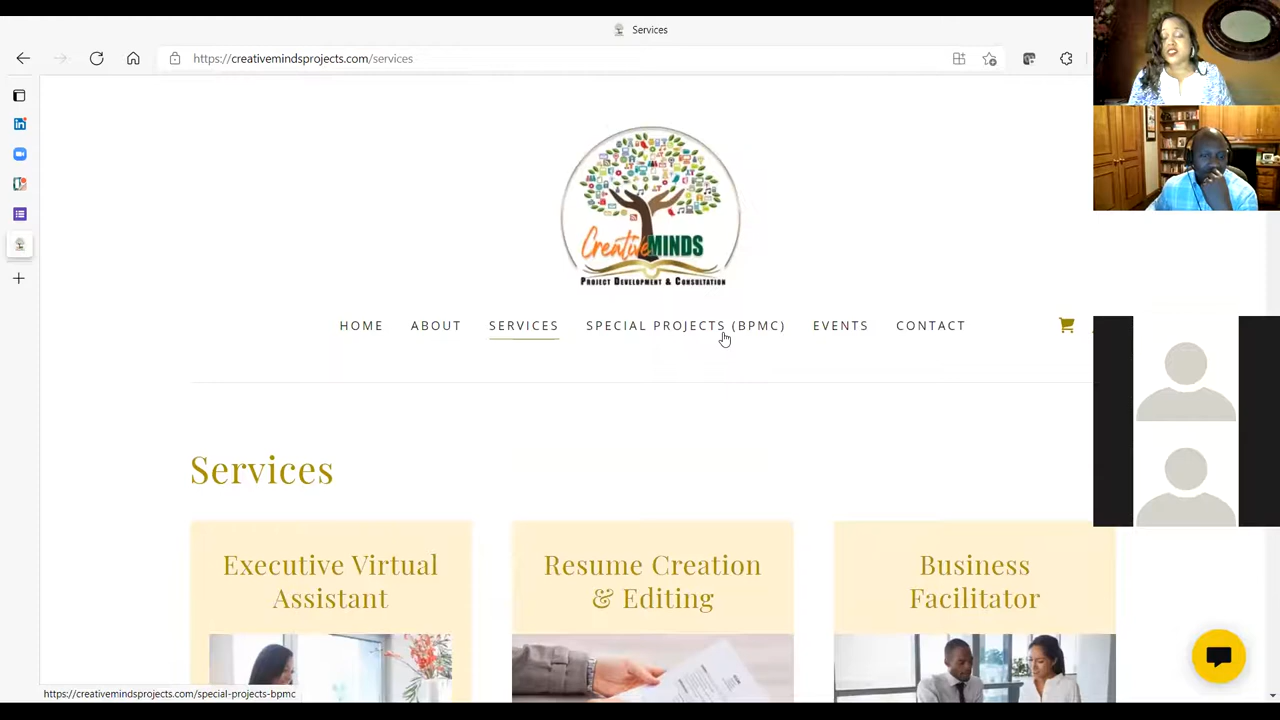 Services
https://creativemindsprojects.com/services
CreativeMINDS
PROJECT DEVELOPMENT & CONSULTATION
HOME ABOUT SERVICES SPECIAL PROJECTS (BPMC) EVENTS CONTACT
Services
Executive Virtual
Assistant
Resume Creation
& Editing
Business
Facilitator
https://creativemindsprojects.com/special-projects-bpmc